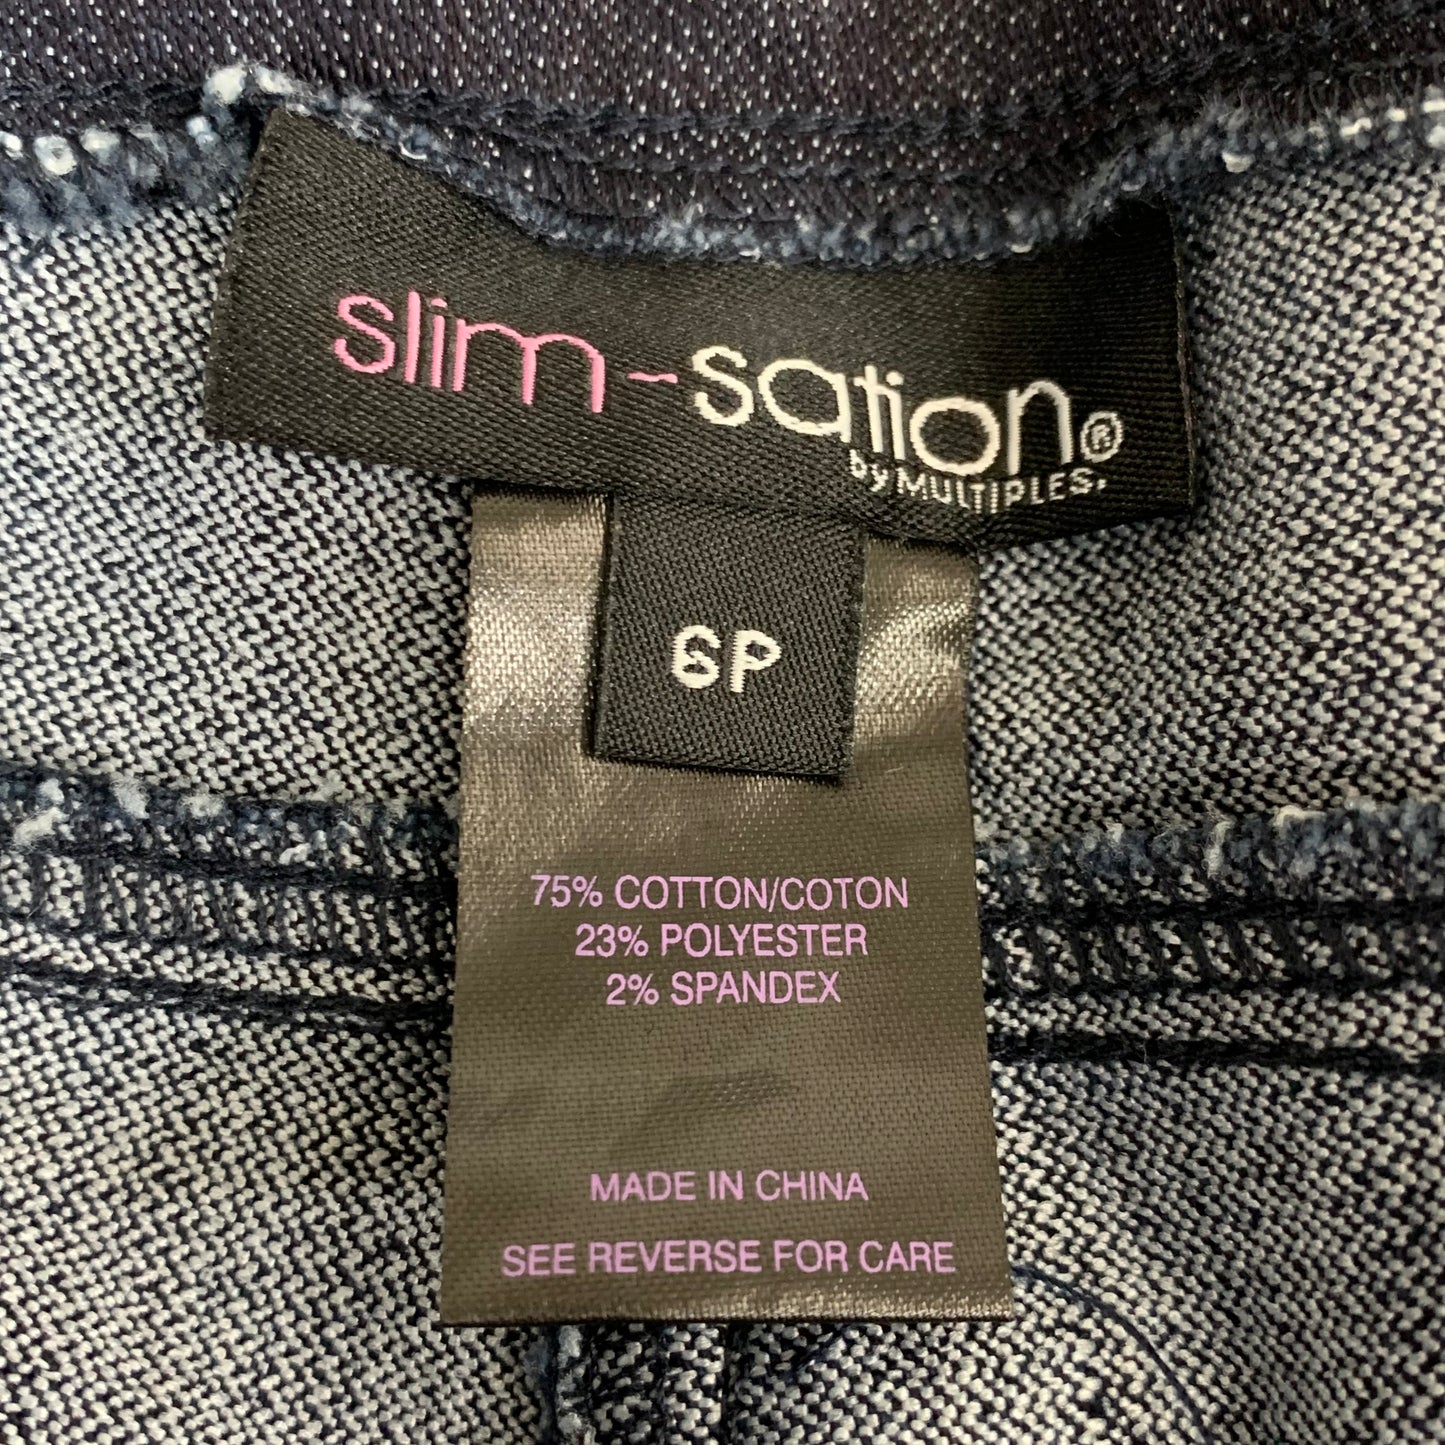 slim-sation®
by MULTIPLES.
6P
75% COTTON/COTON
23% POLYESTER
2% SPANDEX
MADE IN CHINA
SEE REVERSE FOR CARE